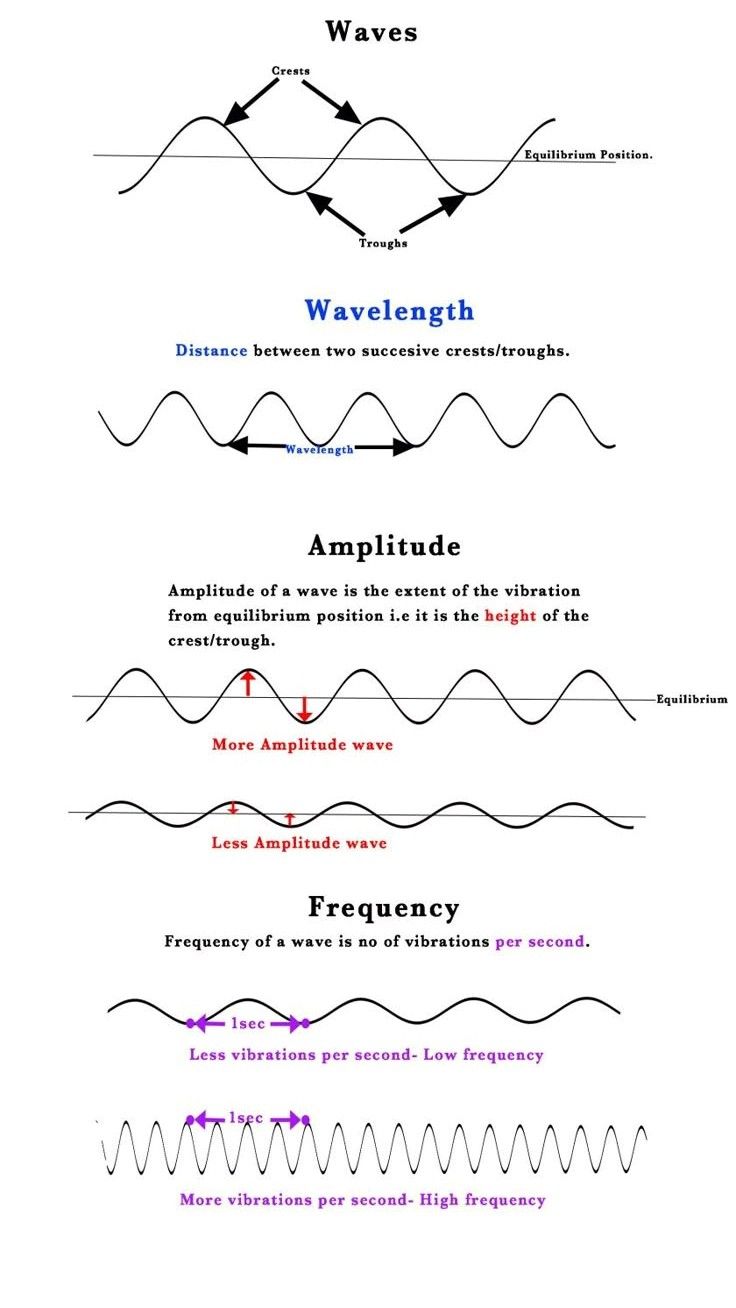 Waves
Crests
Equilibrium Position.
Troughs
Wavelength
Distance between two succesive crests/troughs.
Wavelength
Amplitude
Amplitude of a wave is the extent of the vibration
from equilibrium position i.e it is the height of the
crest/trough.
Equilibrium
More Amplitude wave
Less Amplitude wave
Frequency
Frequency of a wave is no of vibrations per second.
1sec
Less vibrations per second- Low frequency
1sec
More vibrations per second- High frequency